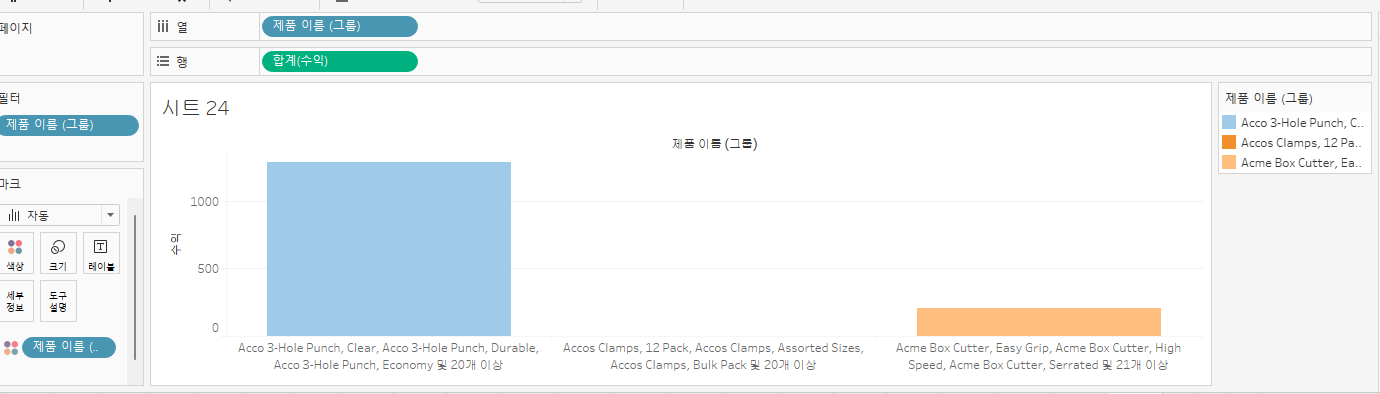 페이지
열
제품 이름 (그룹)
행
합계(수익)
필터
제품 이름 (그룹)
마크
자동
색상
크기
레이블
세부
정보
도구
설명
제품 이름 (..
시트 24
제품 이름 (그룹)
수익
1000
500
0
Acco 3-Hole Punch, Clear, Acco 3-Hole Punch, Durable,
Acco 3-Hole Punch, Economy 및 20개 이상
Accos Clamps, 12 Pack, Accos Clamps, Assorted Sizes,
Accos Clamps, Bulk Pack 및 20개 이상
Acme Box Cutter, Easy Grip, Acme Box Cutter, High
Speed, Acme Box Cutter, Serrated 및 21개 이상
제품 이름 (그룹)
Acco 3-Hole Punch, C..
Accos Clamps, 12 Pa..
Acme Box Cutter, Ea..